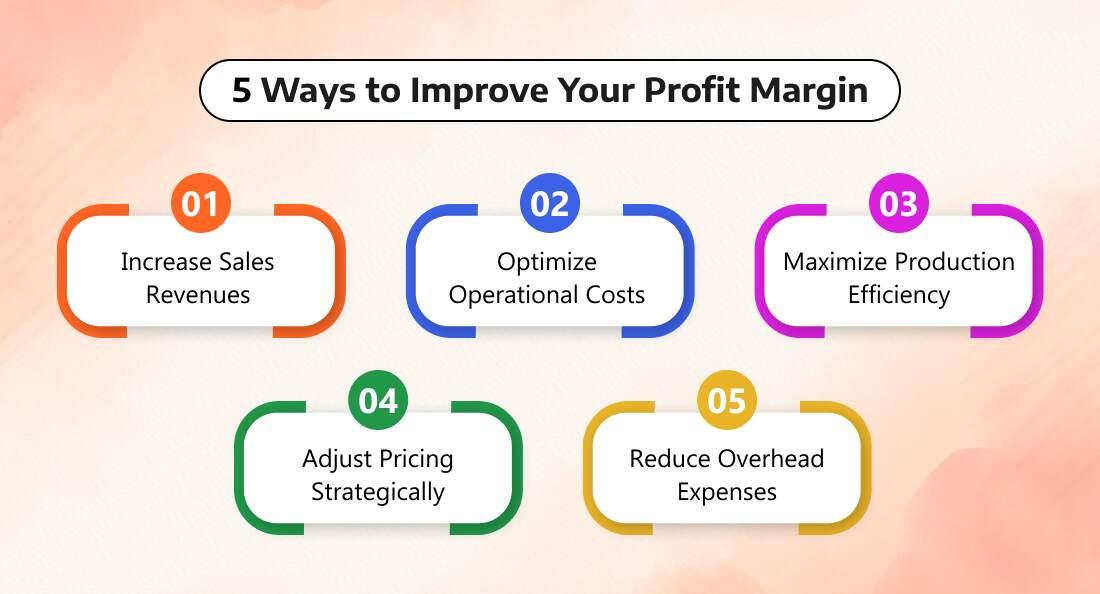 5 Ways to Improve Your Profit Margin
01
Increase Sales
Revenues
02
Optimize
Operational Costs
03
Maximize Production
Efficiency
04
Adjust Pricing
Strategically
05
Reduce Overhead
Expenses